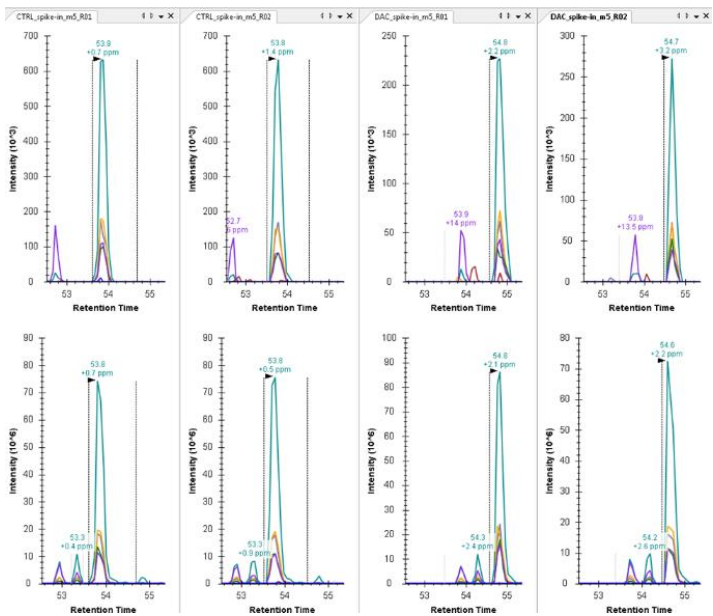 CTRL_spike-in_m5_R01
CTRL_spike-in_m5_R02
DAC_spike-in_m5_R01
DAC_spike-in_m5_R02
700
600
500
400
300
200
100
0
Intensity (10^3)
53.9
+0.7 ppm
53
54
55
Retention Time
700
600
500
400
300
200
100
0
Intensity (10^3)
53.8
+1.4 ppm
52.7
6 ppm
53
54
55
Retention Time
250
200
150
100
50
0
Intensity (10^3)
54.8
+2.2 ppm
53.9
+14 ppm
53
54
55
Retention Time
300
250
200
150
100
50
0
Intensity (10^3)
54.7
+3.2 ppm
53.8
+13.5 ppm
53
54
55
Retention Time
90
80
70
60
50
40
30
20
10
0
Intensity (10^6)
53.8
+0.7 ppm
53.3
+0.4 ppm
53
54
55
Retention Time
90
80
70
60
50
40
30
20
10
0
Intensity (10^6)
53.8
+0.5 ppm
53.3
+0.9 ppm
53
54
55
Retention Time
100
80
60
40
20
0
Intensity (10^6)
54.8
+2.1 ppm
54.3
+2.4 ppm
53
54
55
Retention Time
80
70
60
50
40
30
20
10
0
Intensity (10^6)
54.6
+2.2 ppm
54.2
+2.6 ppm
53
54
55
Retention Time